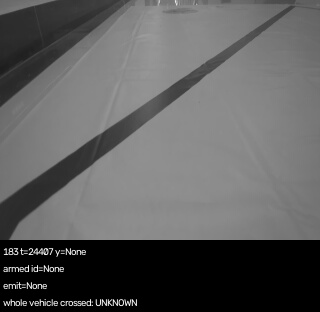 183 t=24407 y=None
armed id=None
emit=None
whole vehicle crossed: UNKNOWN